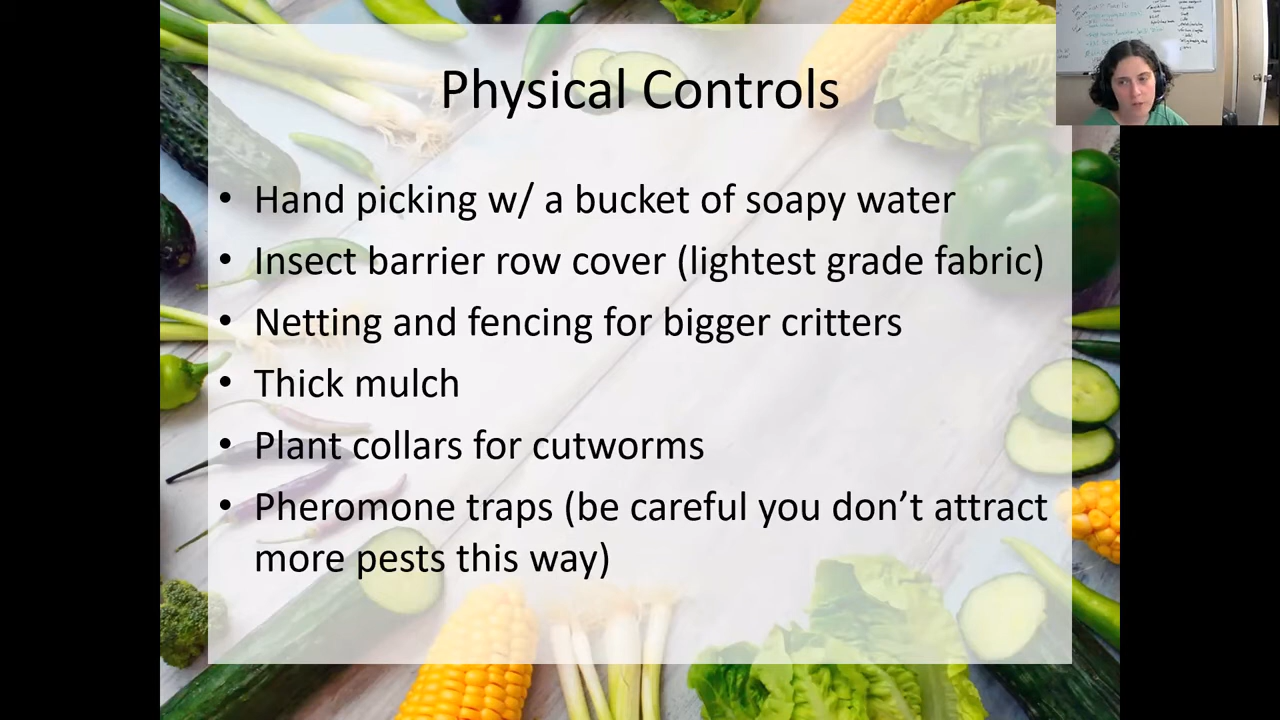 Physical Controls
• Hand picking w/ a bucket of soapy water
• Insect barrier row cover (lightest grade fabric)
• Netting and fencing for bigger critters
• Thick mulch
• Plant collars for cutworms
• Pheromone traps (be careful you don’t attract
more pests this way)